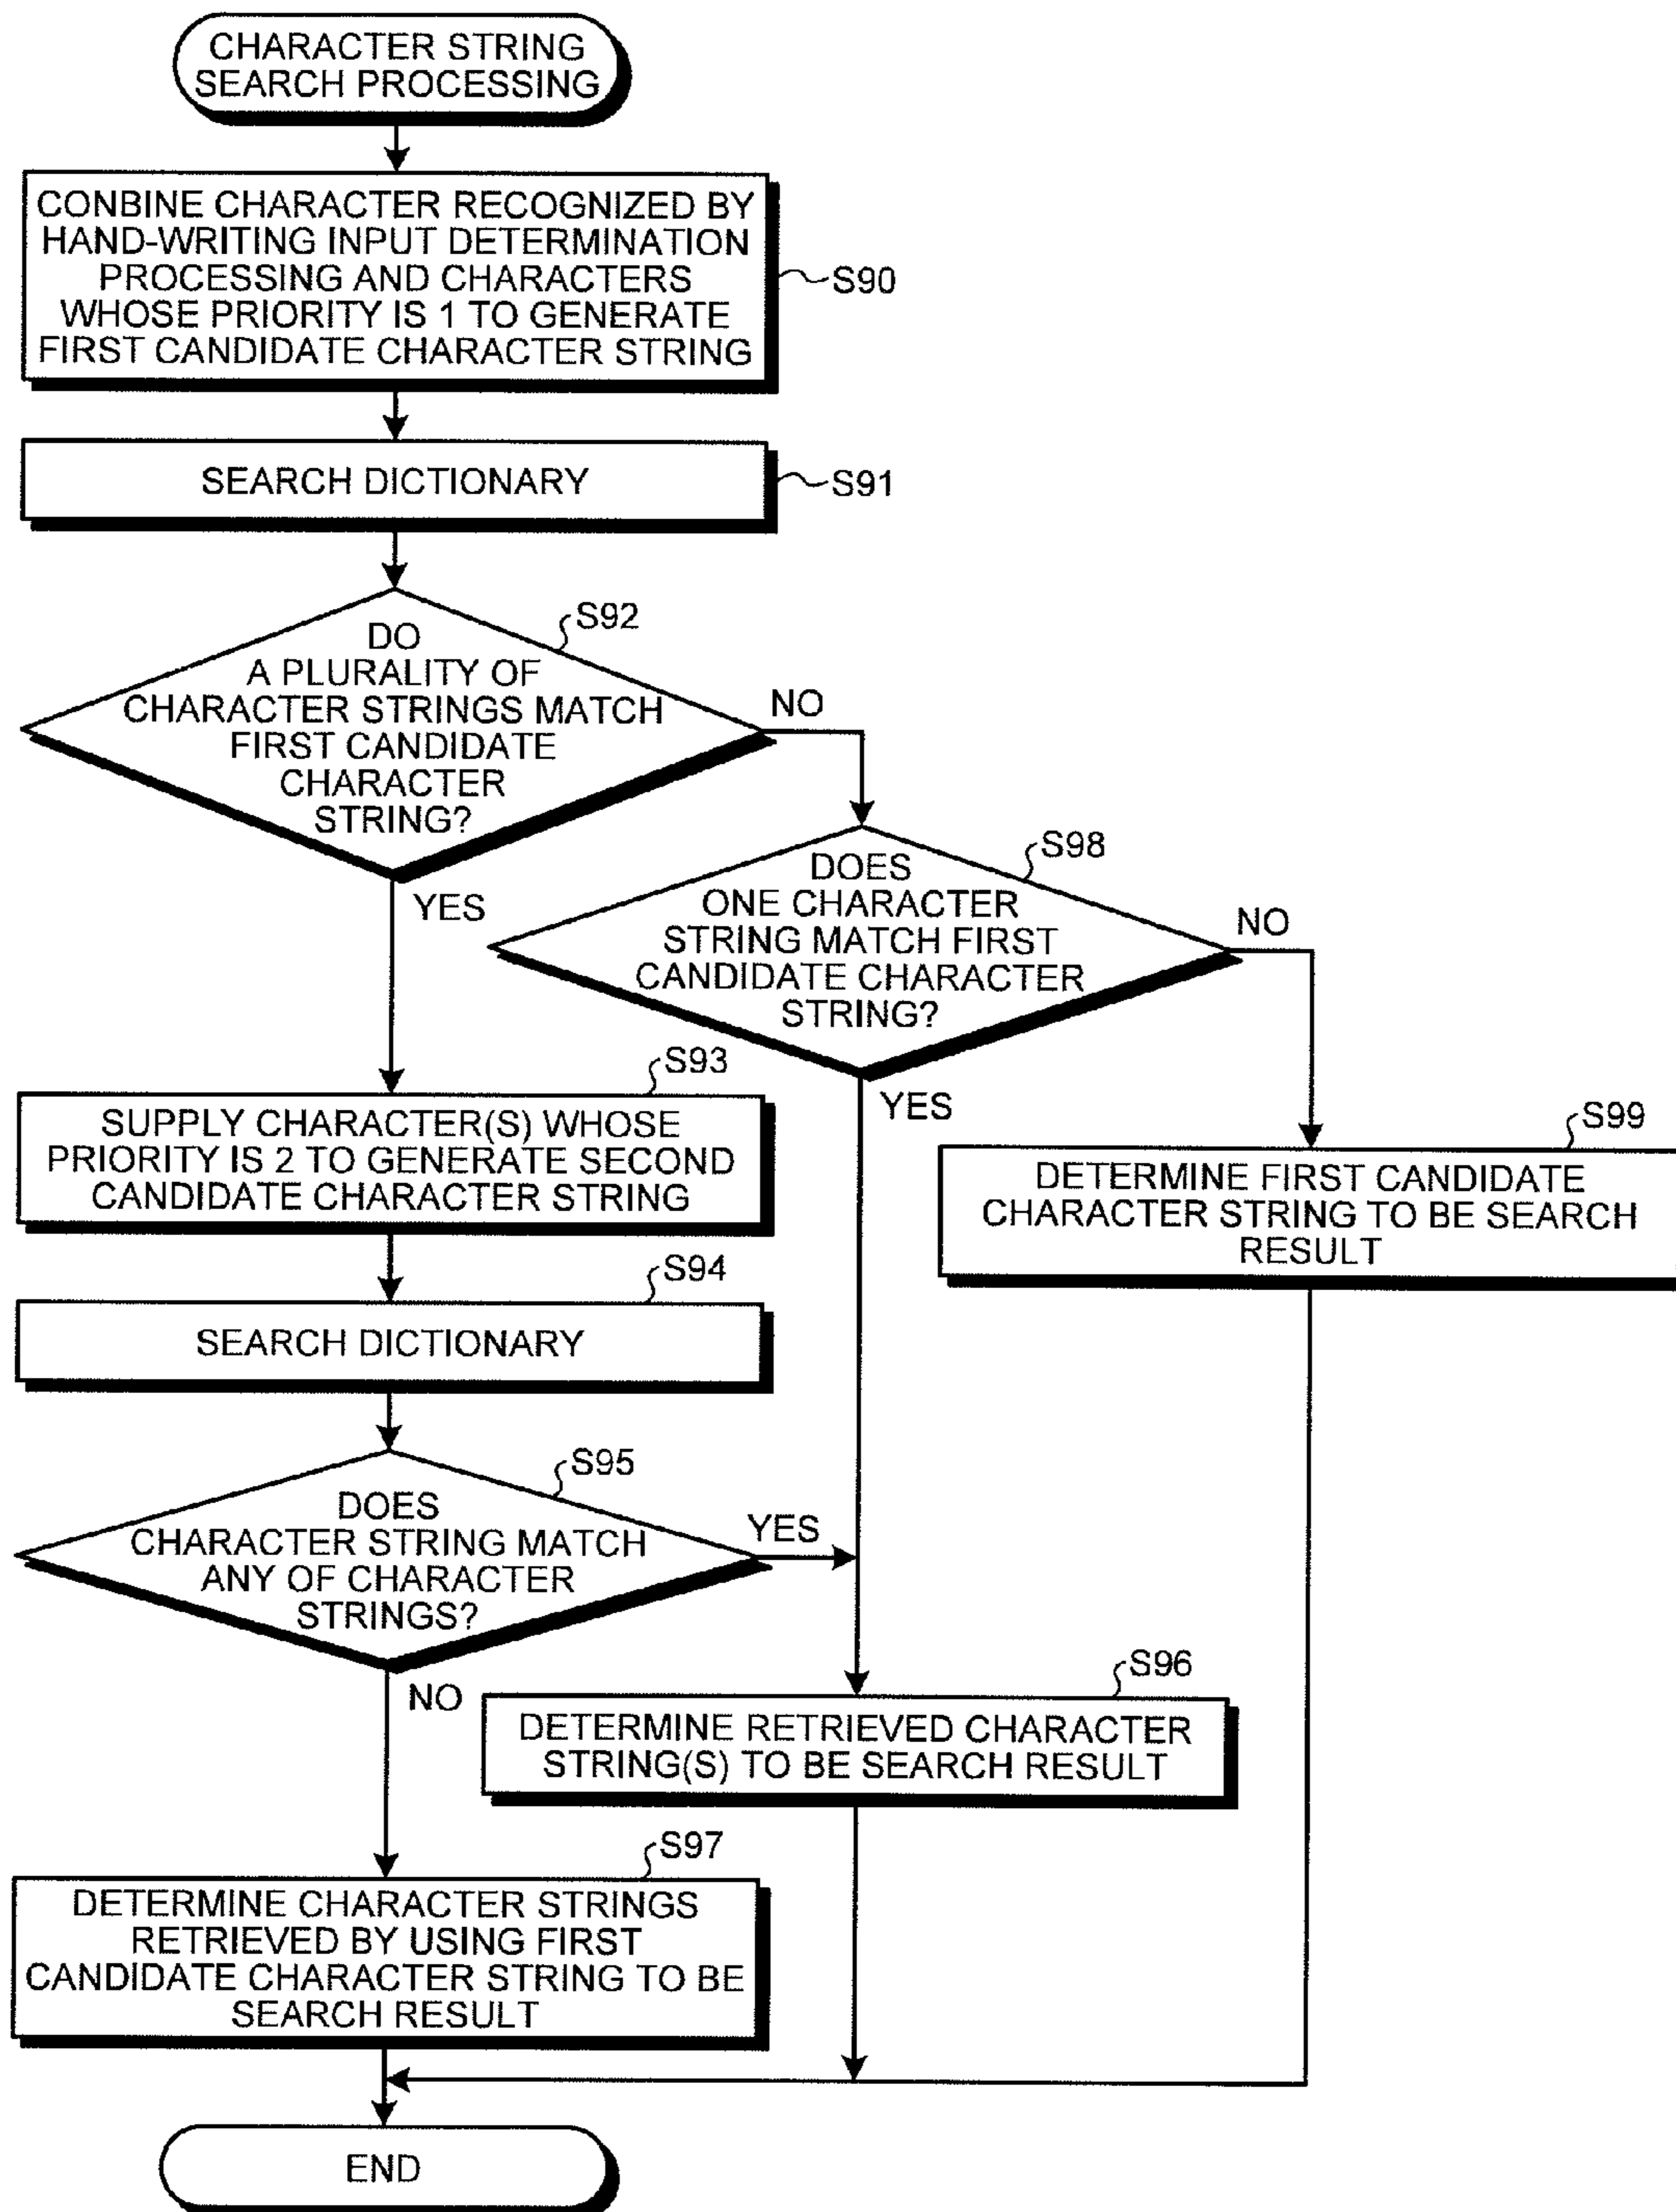 CHARACTER STRING
SEARCH PROCESSING
CONBINE CHARACTER RECOGNIZED BY
HAND-WRITING INPUT DETERMINATION
PROCESSING AND CHARACTERS
WHOSE PRIORITY IS 1 TO GENERATE
FIRST CANDIDATE CHARACTER STRING
S90
SEARCH DICTIONARY
S91
S92
DO
A PLURALITY OF
CHARACTER STRINGS MATCH
FIRST CANDIDATE
CHARACTER
STRING?
NO
YES
S98
DOES
ONE CHARACTER
STRING MATCH FIRST
CANDIDATE CHARACTER
STRING?
NO
YES
S93
SUPPLY CHARACTER(S) WHOSE
PRIORITY IS 2 TO GENERATE SECOND
CANDIDATE CHARACTER STRING
S99
DETERMINE FIRST CANDIDATE
CHARACTER STRING TO BE SEARCH
RESULT
S94
SEARCH DICTIONARY
S95
DOES
CHARACTER STRING MATCH
ANY OF CHARACTER
STRINGS?
YES
NO
S96
DETERMINE RETRIEVED CHARACTER
STRING(S) TO BE SEARCH RESULT
S97
DETERMINE CHARACTER STRINGS
RETRIEVED BY USING FIRST
CANDIDATE CHARACTER STRING TO BE
SEARCH RESULT
END